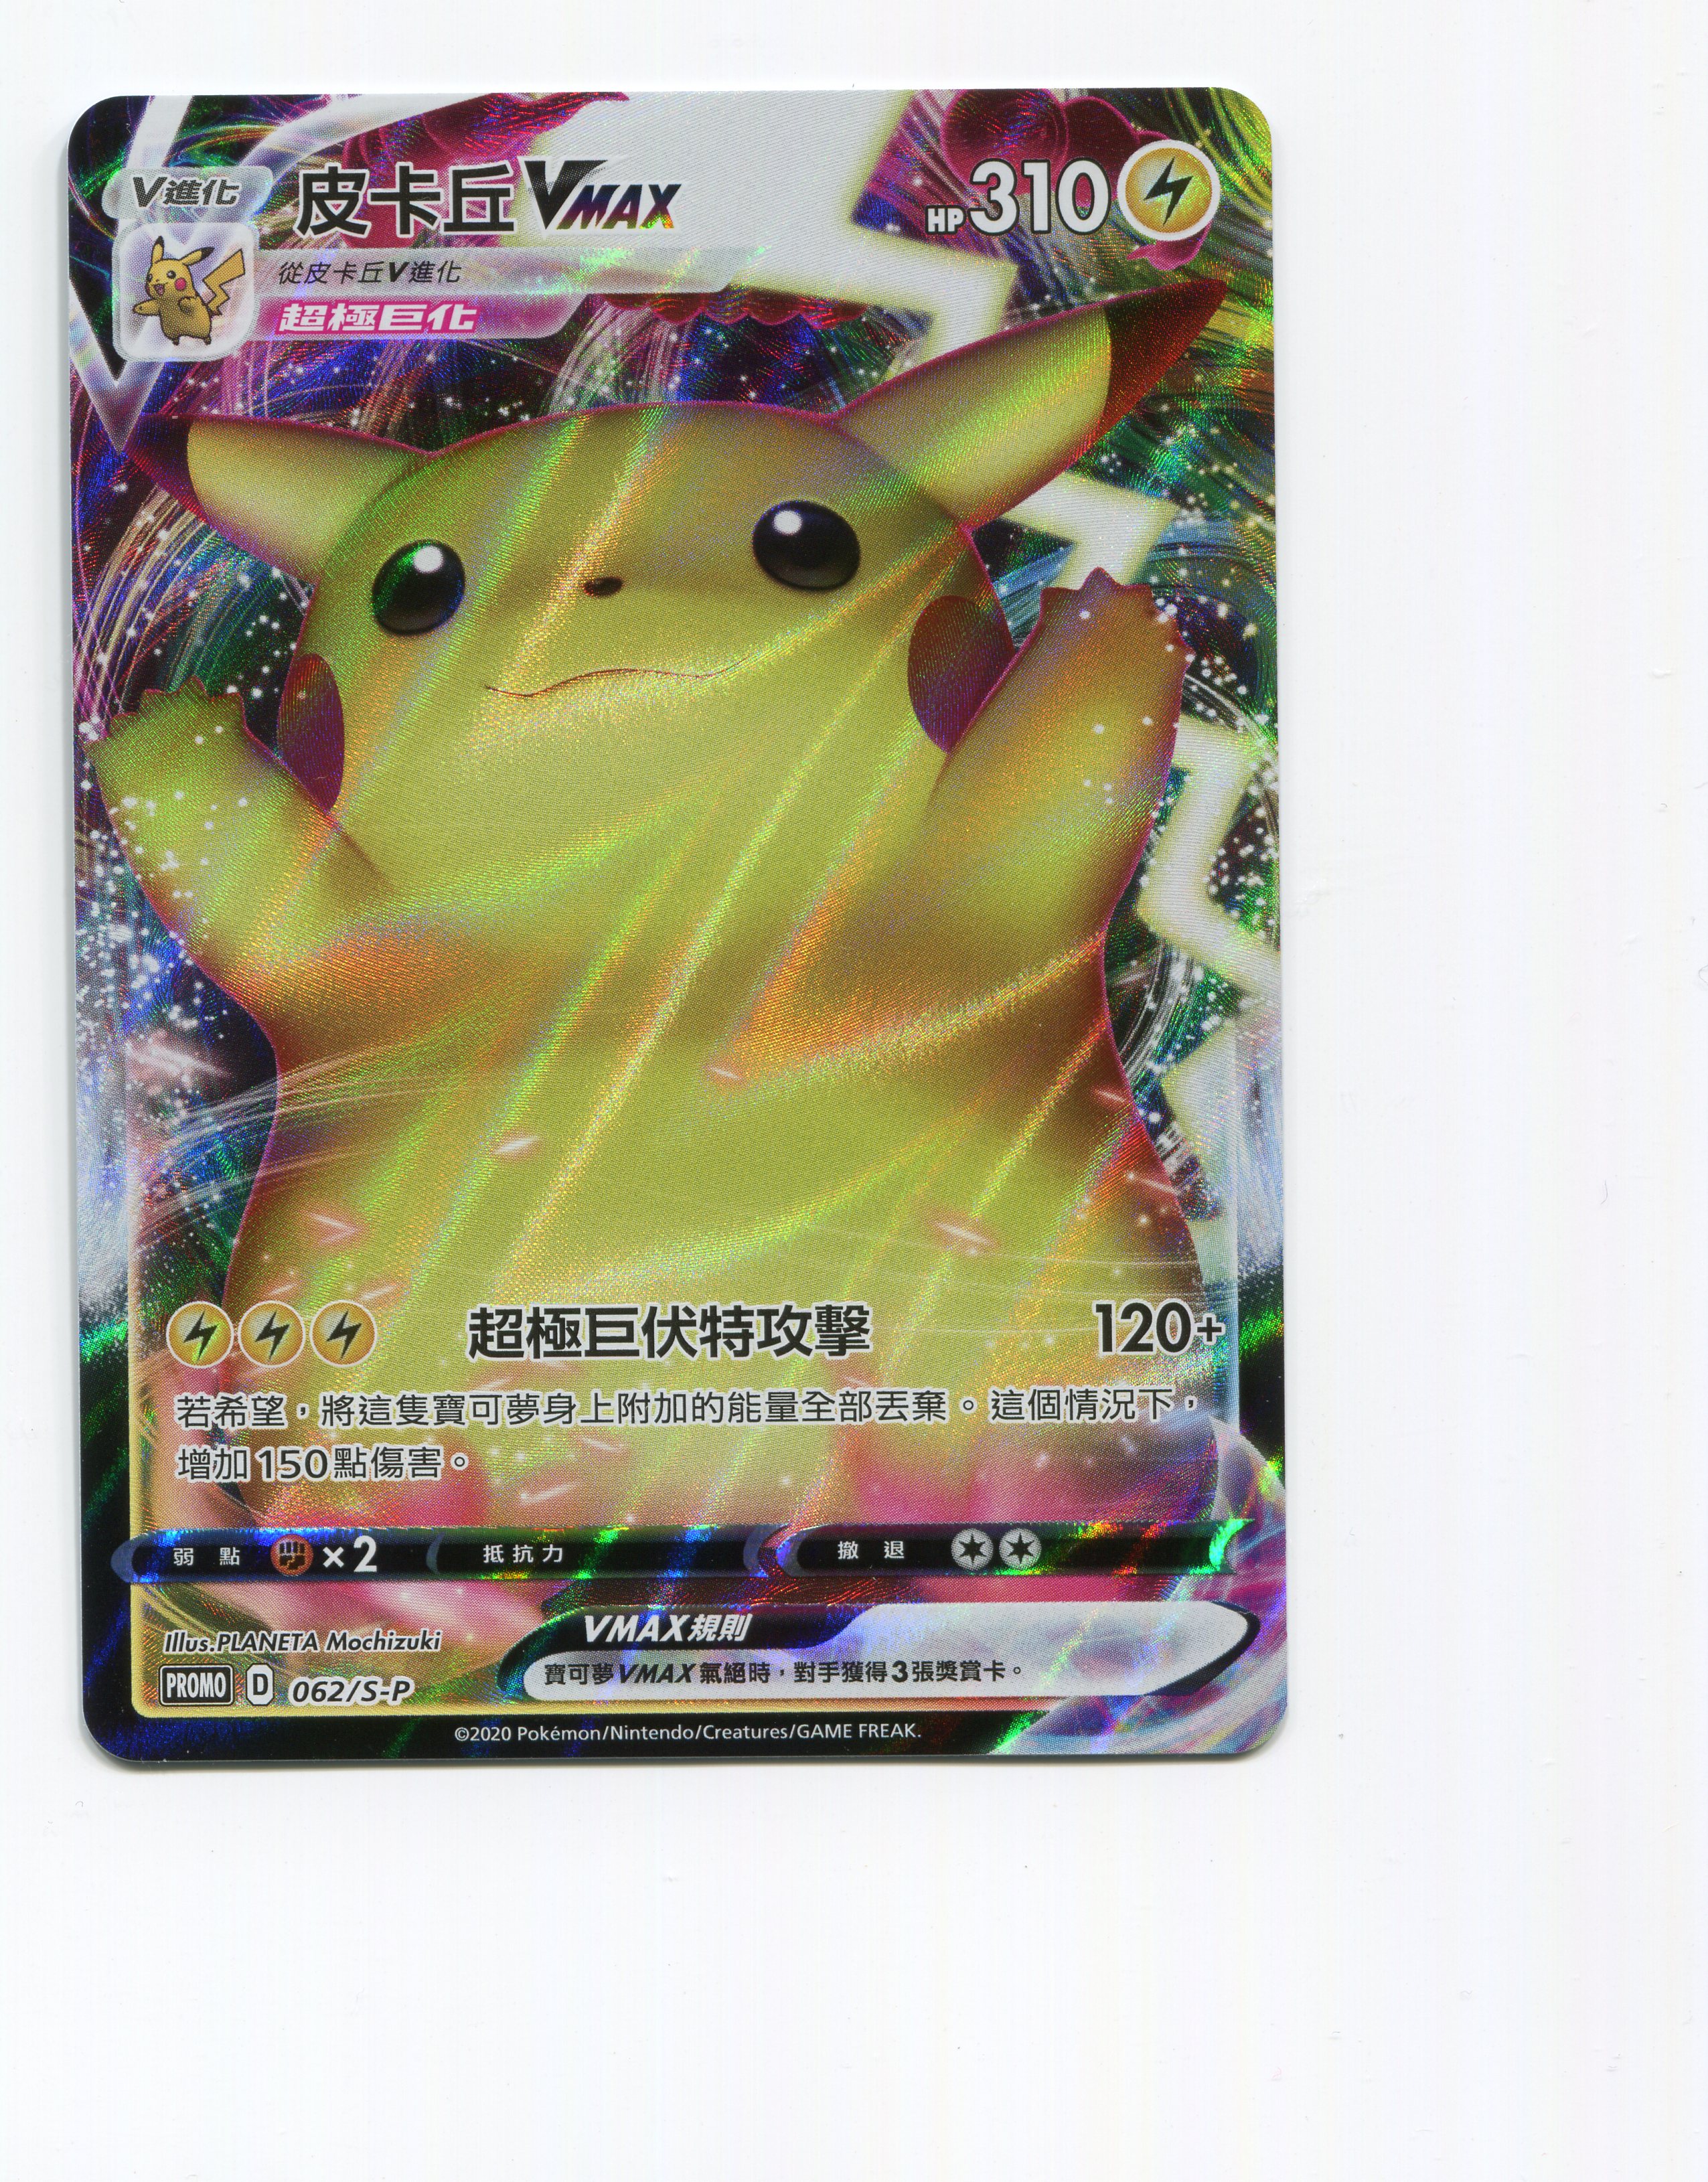 V進化
皮卡丘VMAX
HP310
從皮卡丘V進化
超極巨化
超極巨伏特攻擊 120+
若希望，將這隻寶可夢身上附加的能量全部丟棄。這個情況下，
增加150點傷害。
弱點 ×2 抵抗力 撤退
Illus.PLANETA Mochizuki
VMAX規則
寶可夢VMAX氣絕時，對手獲得3張獎賞卡。
PROMO D 062/S-P
©2020 Pokémon/Nintendo/Creatures/GAME FREAK.